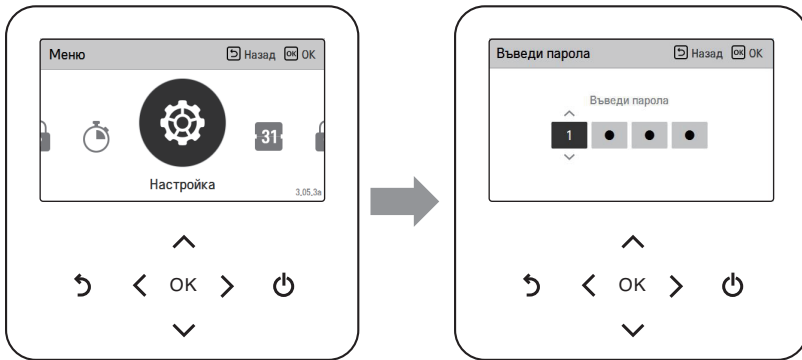 Меню Назад OK OK
31
Настройка
3,05,3a
OK
Въведи парола Назад OK OK
Въведи парола
1
OK